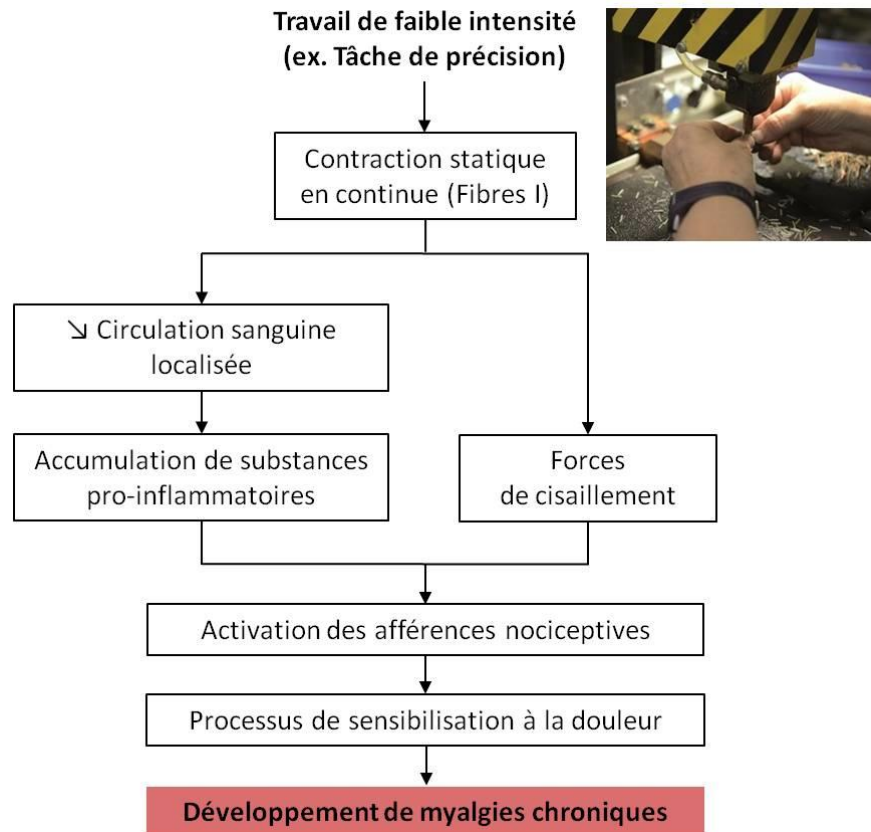 Travail de faible intensité
(ex. Tâche de précision)
Contraction statique
en continue (Fibres I)
↘ Circulation sanguine
localisée
Accumulation de substances
pro-inflammatoires
Forces
de cisaillement
Activation des afférences nociceptives
Processus de sensibilisation à la douleur
Développement de myalgies chroniques